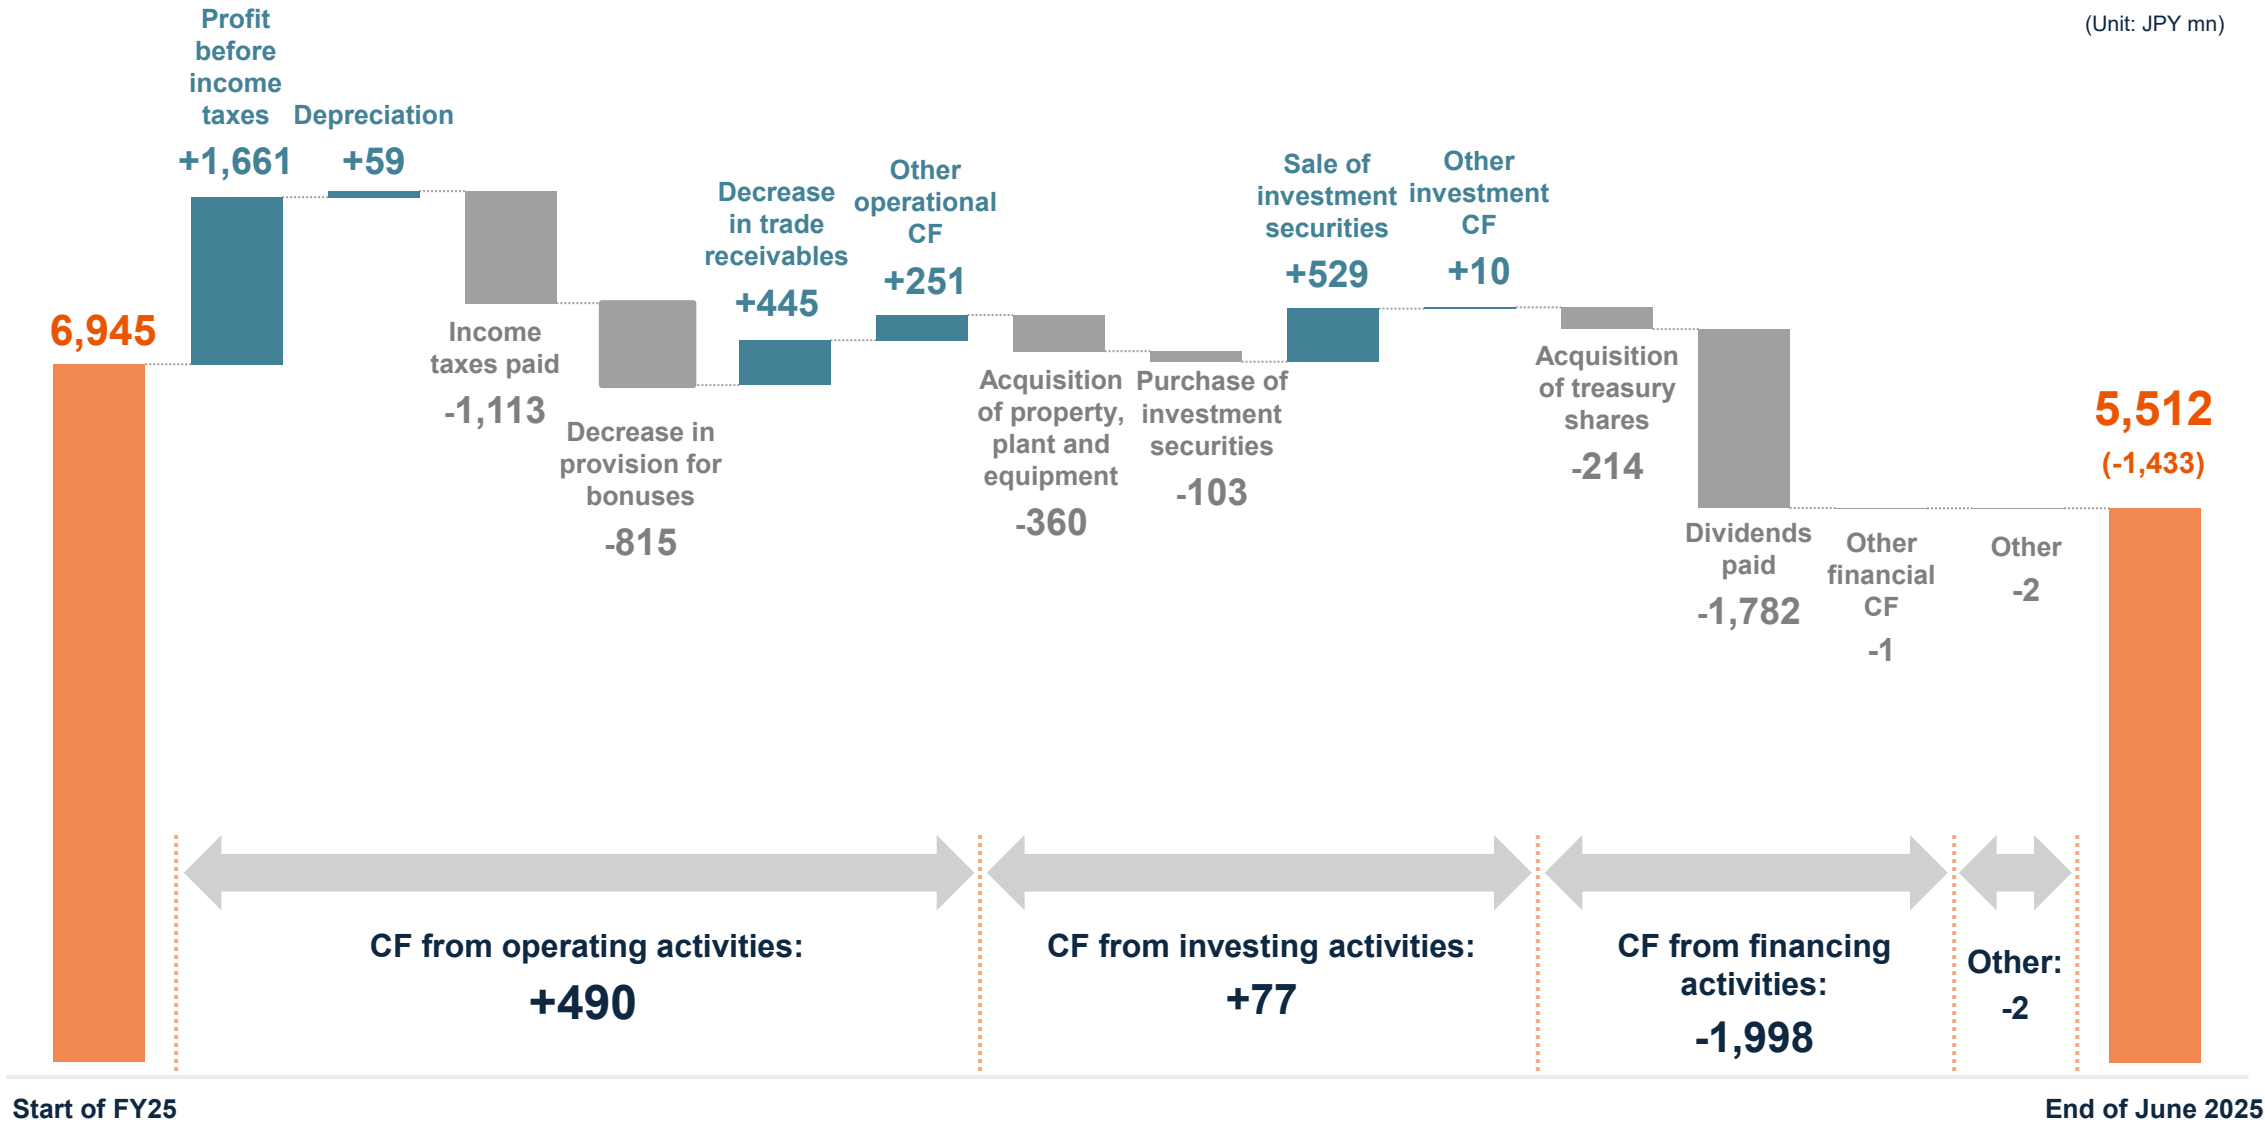 (Unit: JPY mn)
6,945
Profit
before
income
taxes
+1,661
Depreciation
+59
Income
taxes paid
-1,113
Decrease in
provision for
bonuses
-815
Decrease
in trade
receivables
+445
Other
operational
CF
+251
Acquisition
of property,
plant and
equipment
-360
Purchase of
investment
securities
-103
Sale of
investment
securities
+529
Other
investment
CF
+10
Acquisition
of treasury
shares
-214
Dividends
paid
-1,782
Other
financial
CF
-1
Other
-2
5,512
(-1,433)
CF from operating activities:
+490
CF from investing activities:
+77
CF from financing
activities:
-1,998
Other:
-2
Start of FY25
End of June 2025